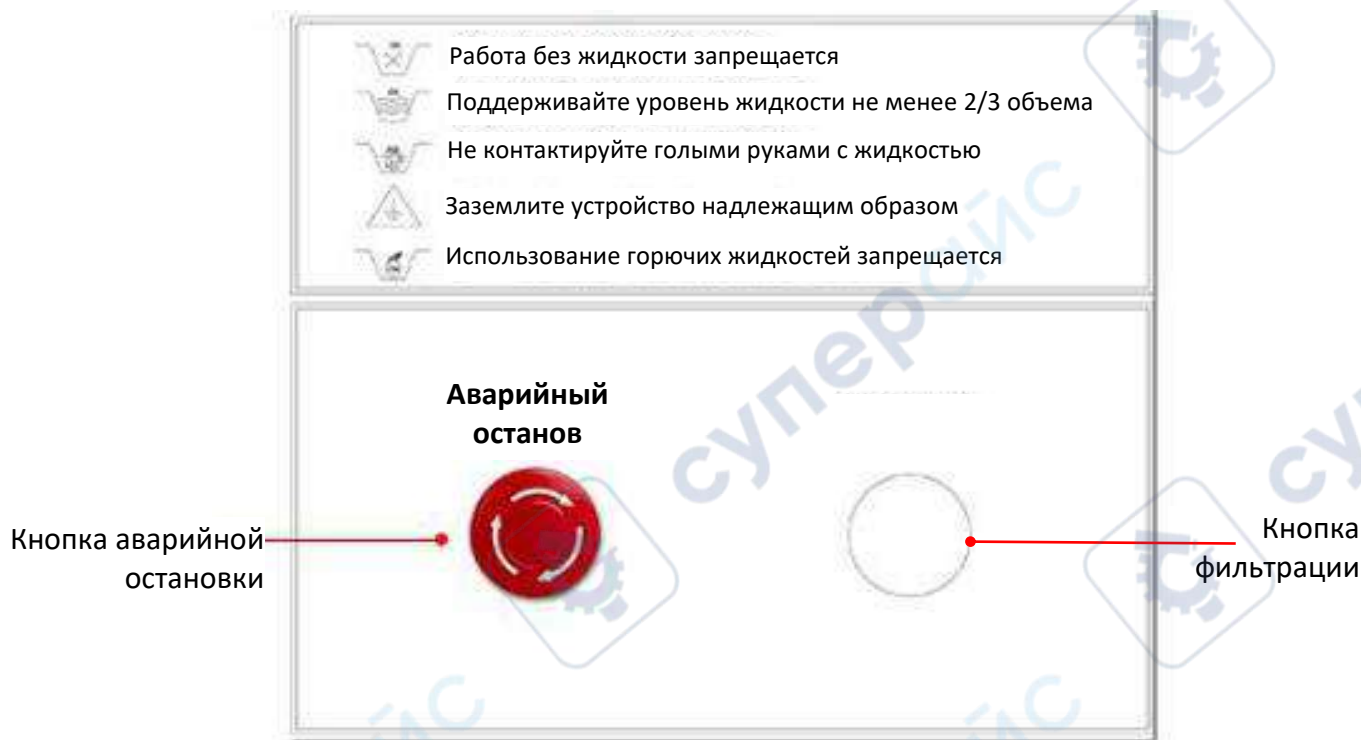 Работа без жидкости запрещается
Поддерживайте уровень жидкости не менее 2/3 объема
Не контактируйте голыми руками с жидкостью
Заземлите устройство надлежащим образом
Использование горючих жидкостей запрещается
Аварийный
останов
Кнопка аварийной
остановки
Кнопка
фильтрации
суперайс